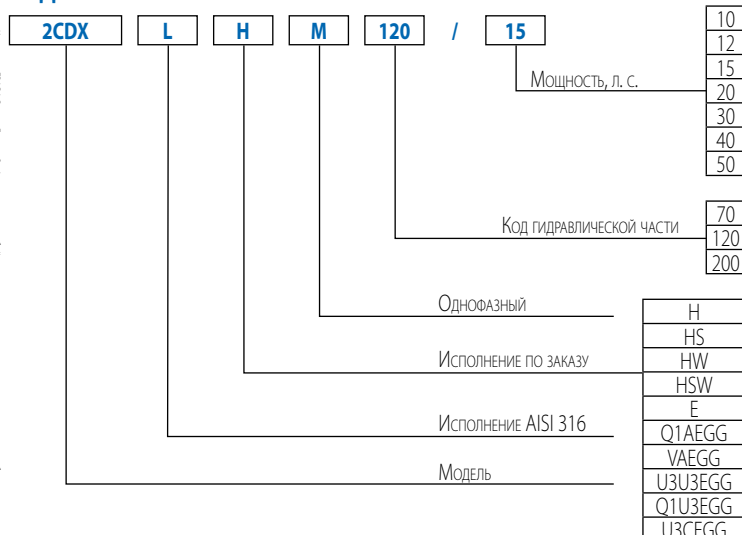 2CDX L H M 120 / 15
10
12
Мощность, л. с. 15
20
30
40
50
Код гидравлической части 70
120
200
Однофазный
H
HS
Исполнение по заказу HW
HSW
E
Исполнение AISI 316
Q1AEGG
VAEGG
Модель
U3U3EGG
Q1U3EGG
U3CEGG